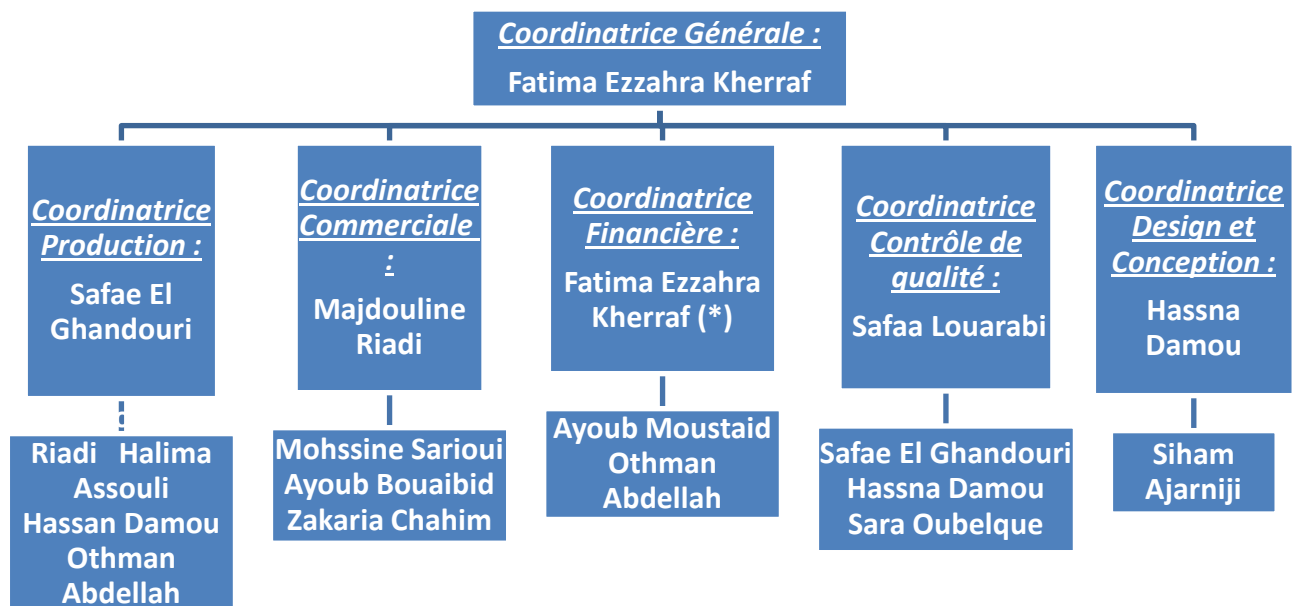 Coordinatrice Générale :
Fatima Ezzahra Kherraf
Coordinatrice
Production :
Safae El
Ghandouri
Coordinatrice
Commerciale
:
Majdouline
Riadi
Coordinatrice
Financière :
Fatima Ezzahra
Kherraf (*)
Coordinatrice
Contrôle de
qualité :
Safaa Louarabi
Coordinatrice
Design et
Conception :
Hassna
Damou
Riadi Halima
Assouli
Hassan Damou
Othman
Abdellah
Mohssine Sarioui
Ayoub Bouaibid
Zakaria Chahim
Ayoub Moustaid
Othman
Abdellah
Safae El Ghandouri
Hassna Damou
Sara Oubelque
Siham
Ajarniji